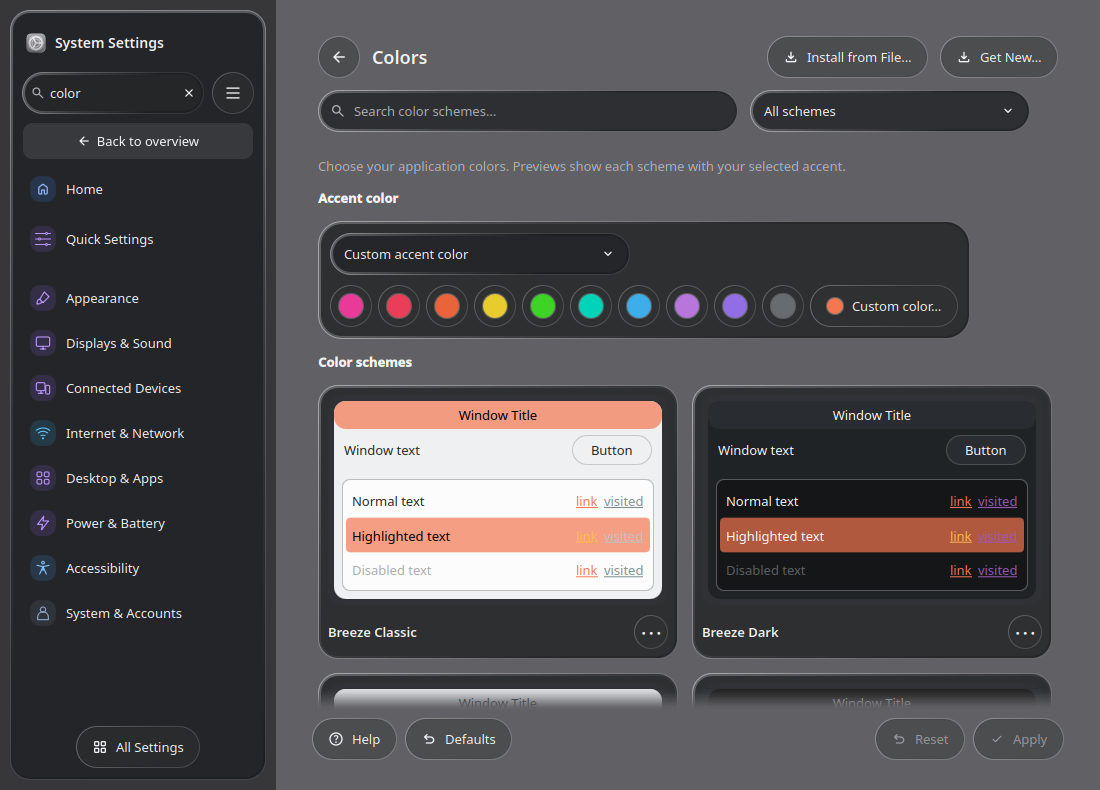 System Settings
color
Back to overview
Home
Quick Settings
Appearance
Displays & Sound
Connected Devices
Internet & Network
Desktop & Apps
Power & Battery
Accessibility
System & Accounts
All Settings
Colors
Install from File...
Get New...
Search color schemes...
All schemes
Choose your application colors. Previews show each scheme with your selected accent.
Accent color
Custom accent color
Custom color...
Color schemes
Window Title
Window text
Button
Normal text link visited
Highlighted text link visited
Disabled text link visited
Breeze Classic
Window Title
Window text
Button
Normal text link visited
Highlighted text link visited
Disabled text link visited
Breeze Dark
Window Title
Window Title
Help
Defaults
Reset
Apply